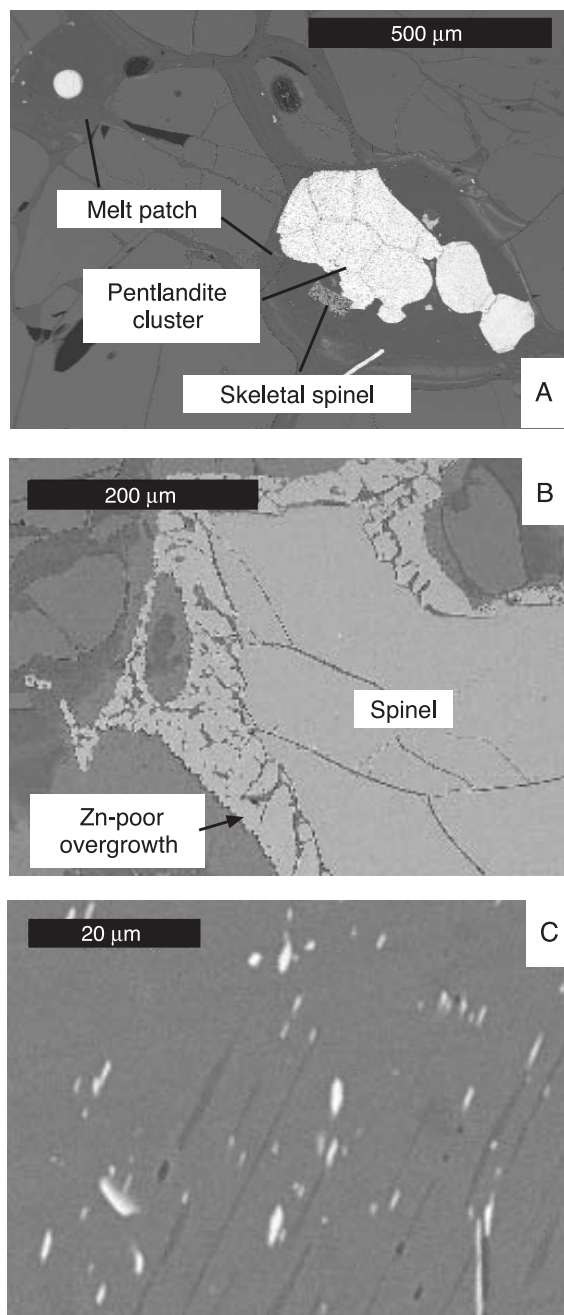 500 μm
Melt patch
Pentlandite
cluster
Skeletal spinel
A
200 μm
B
Spinel
Zn-poor
overgrowth
20 μm
C